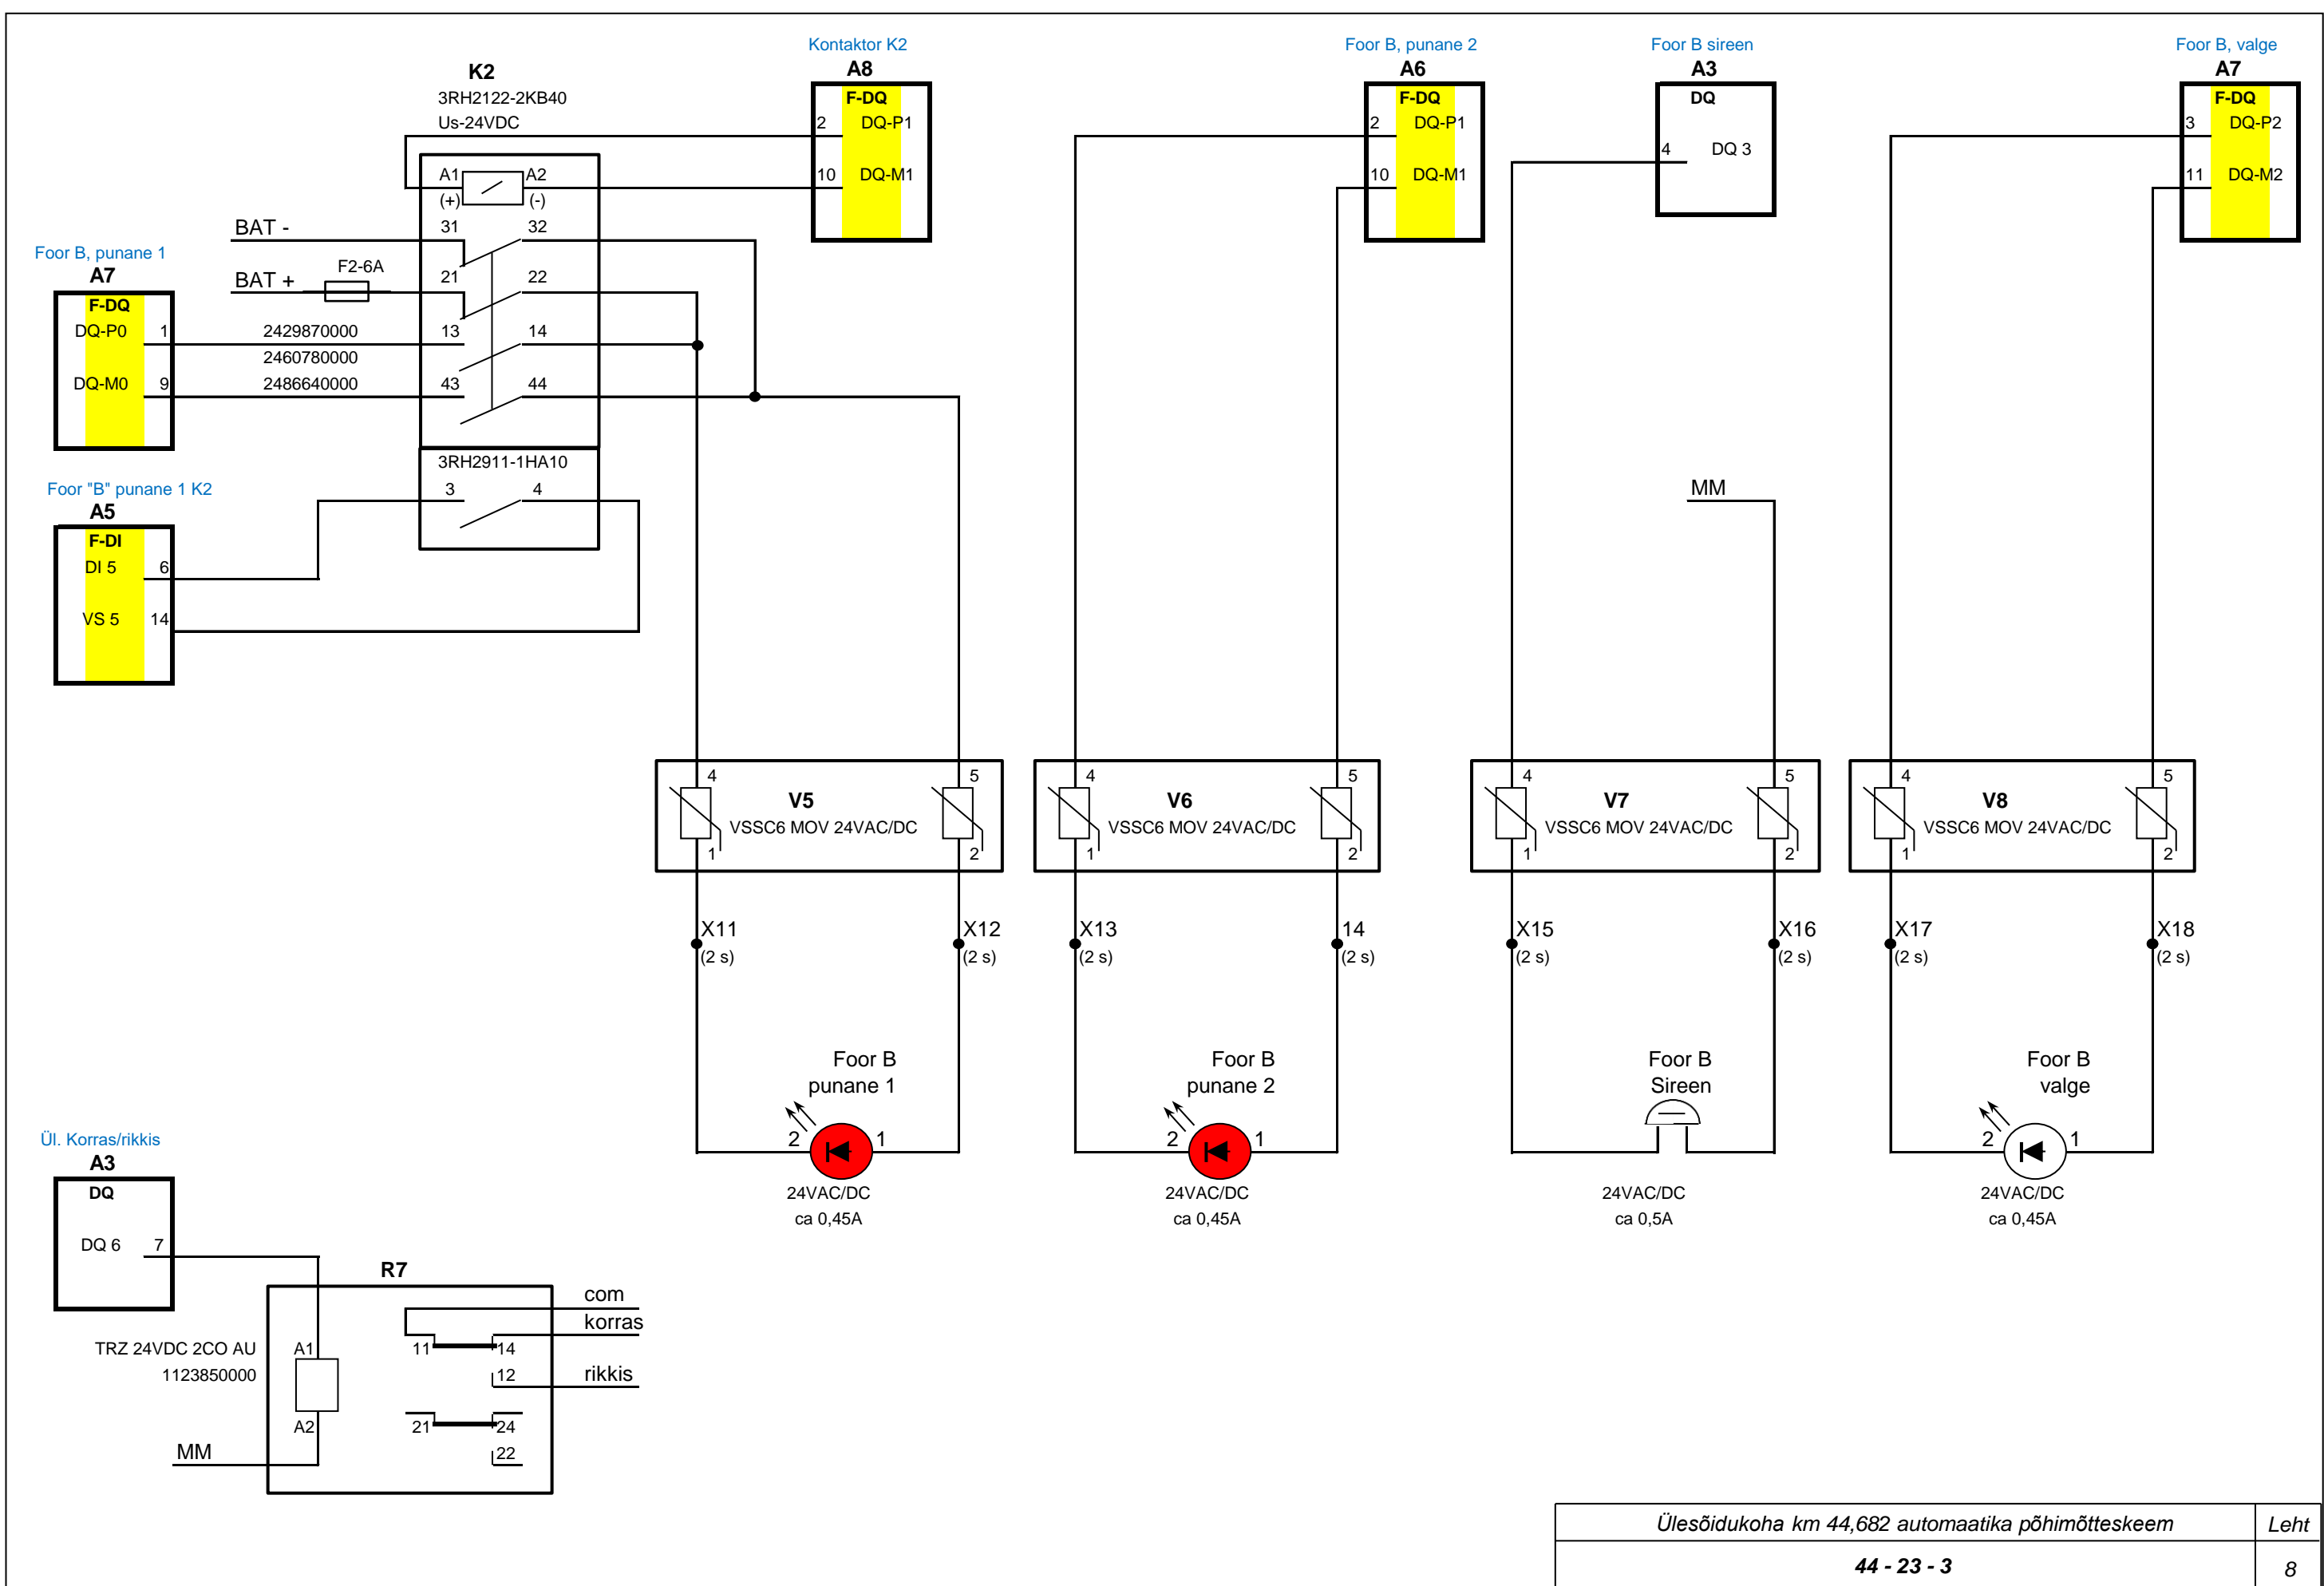 Kontaktor K2
A8
F-DQ
2 DQ-P1
10 DQ-M1
Foor B, punane 2
A6
F-DQ
2 DQ-P1
10 DQ-M1
Foor B sireen
A3
DQ
4 DQ 3
Foor B, valge
A7
F-DQ
3 DQ-P2
11 DQ-M2
K2
3RH2122-2KB40
Us-24VDC
A1 A2
(+) (-)
BAT - 31 32
BAT + F2-6A 21 22
2429870000 13 14
2460780000
2486640000 43 44
3RH2911-1HA10
3 4
Foor B, punane 1
A7
F-DQ
DQ-P0 1
DQ-M0 9
Foor "B" punane 1 K2
A5
F-DI
DI 5 6
VS 5 14
MM
4 5
V5
VSSC6 MOV 24VAC/DC
1 2
4 5
V6
VSSC6 MOV 24VAC/DC
1 2
4 5
V7
VSSC6 MOV 24VAC/DC
1 2
4 5
V8
VSSC6 MOV 24VAC/DC
1 2
X11 X12
(2 s) (2 s)
X13 14
(2 s) (2 s)
X15 X16
(2 s) (2 s)
X17 X18
(2 s) (2 s)
Foor B
punane 1
2 1
24VAC/DC
ca 0,45A
Foor B
punane 2
2 1
24VAC/DC
ca 0,45A
Foor B
Sireen
24VAC/DC
ca 0,5A
Foor B
valge
2 1
24VAC/DC
ca 0,45A
Ül. Korras/rikkis
A3
DQ
DQ 6 7
R7
com
korras
11 14
12 rikkis
21 24
22
TRZ 24VDC 2CO AU
1123850000
A1
A2
MM
Ülesõidukoha km 44,682 automaatika põhimõtteskeem Leht
44 - 23 - 3 8